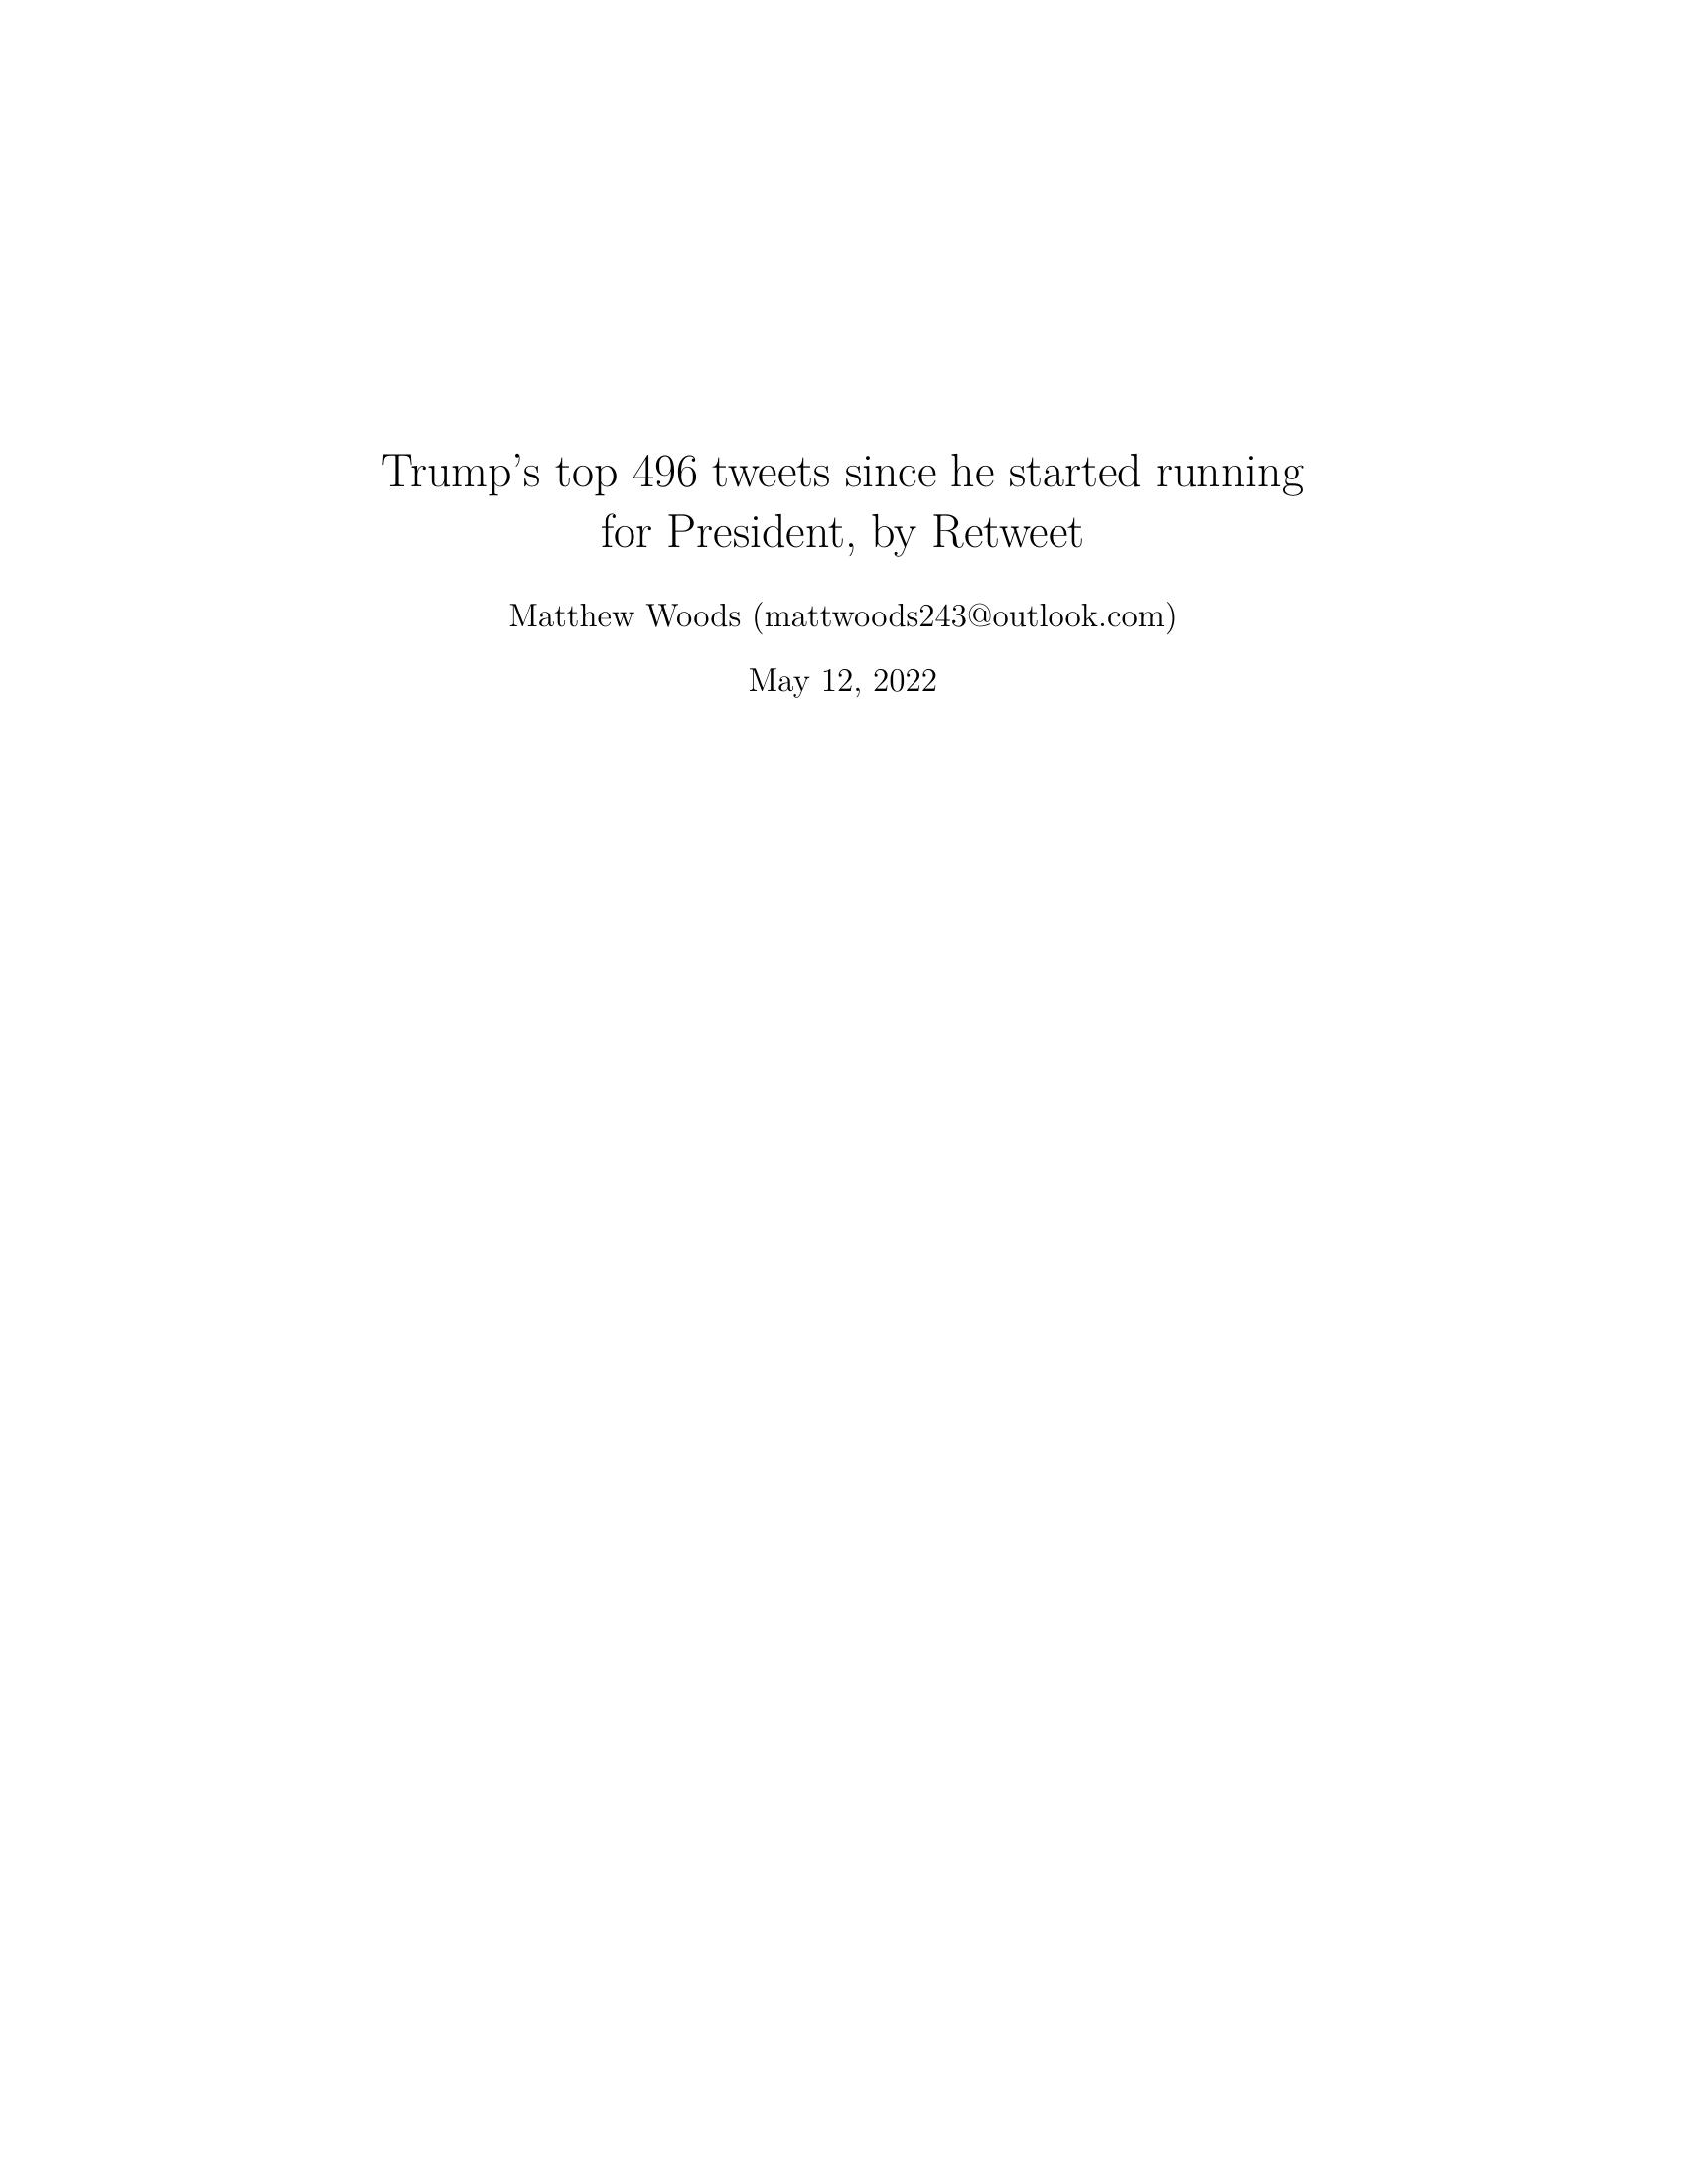 Trump's top 496 tweets since he started running
for President, by Retweet
Matthew Woods (mattwoods243@outlook.com)
May 12, 2022